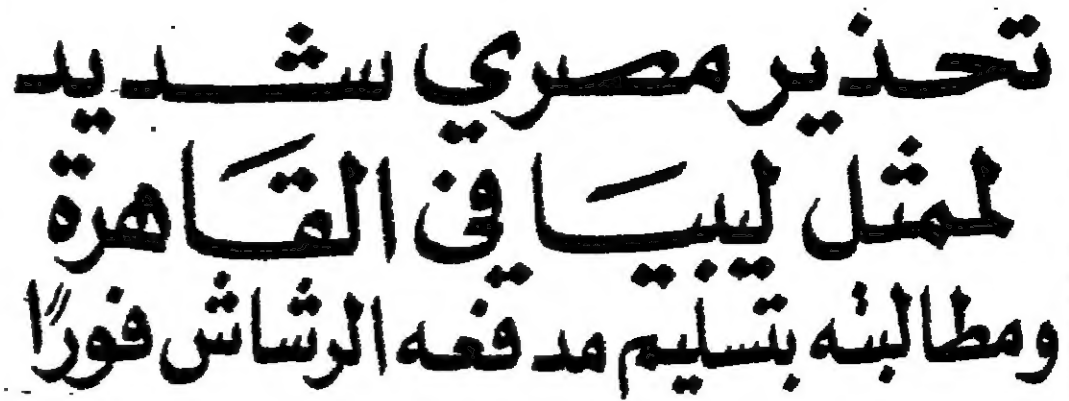 تحذير مصري شديد
لممثل ليبيا في القاهرة
ومطالبته بتسليم مدفعه الرشاش فورًا